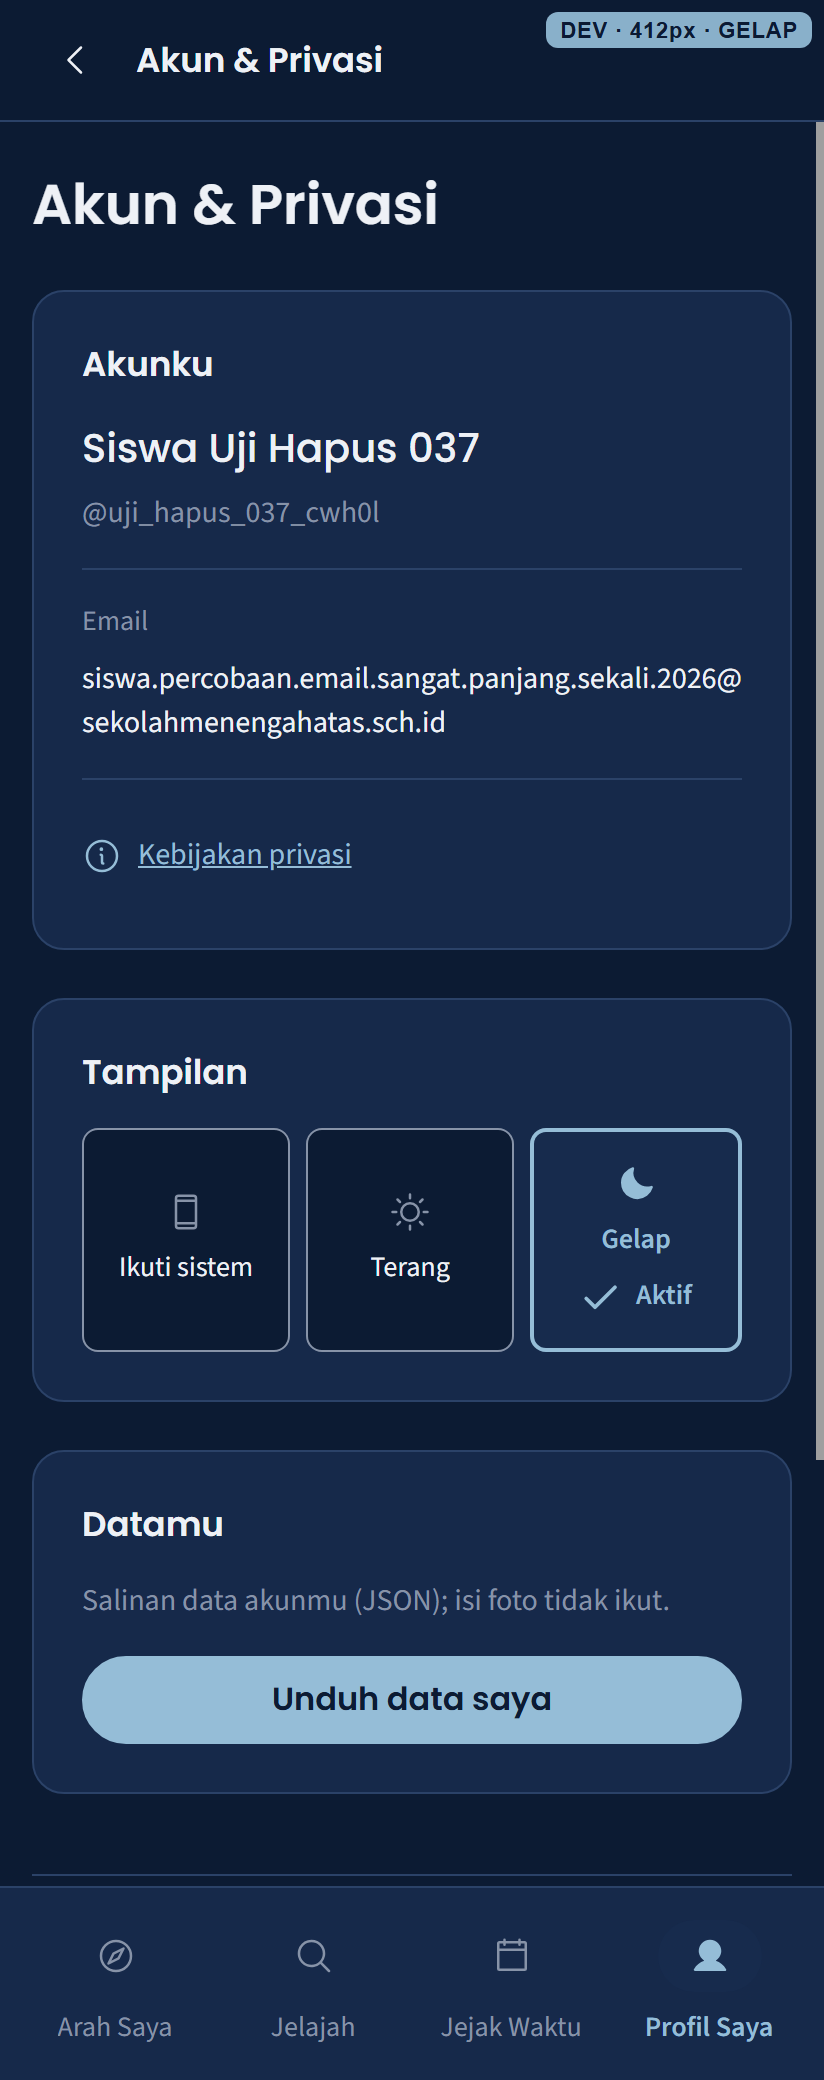 DEV · 412px · GELAP
Akun & Privasi
Akun & Privasi
Akunku
Siswa Uji Hapus 037
@uji_hapus_037_cwh0l
Email
siswa.percobaan.email.sangat.panjang.sekali.2026@
sekolahmenengahatas.sch.id
Kebijakan privasi
Tampilan
Ikuti sistem
Terang
Gelap
Aktif
Datamu
Salinan data akunmu (JSON); isi foto tidak ikut.
Unduh data saya
Arah Saya
Jelajah
Jejak Waktu
Profil Saya